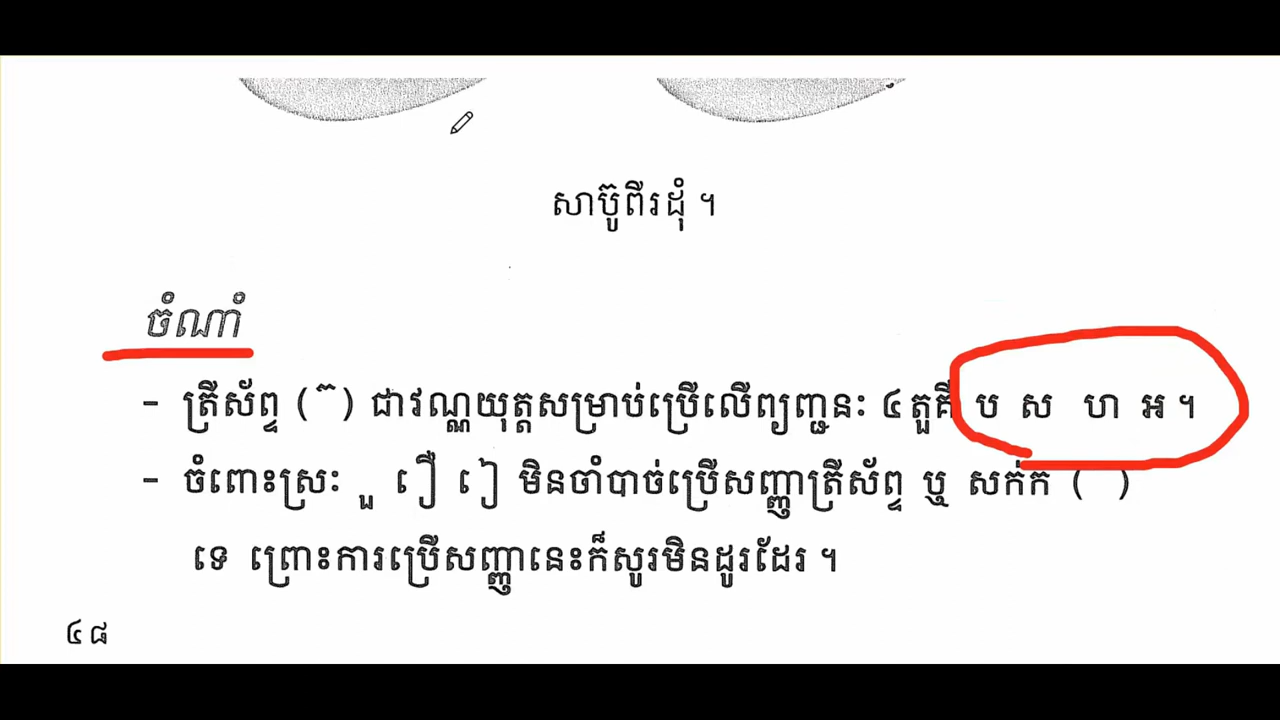 សាប៊ូពីរដុំ ។
ចំណាំ
- ត្រីស័ព្ទ ( ៊ ) ជាវណ្ណយុត្តសម្រាប់ប្រើលើព្យញ្ជនះ ៤តួគឺ ប ស ហ អ ។
- ចំពោះស្រៈ ួ ឿ ៀ មិនចាំបាច់ប្រើសញ្ញាត្រីស័ព្ទ ឬ សក់ក ( )
ទេ ព្រោះការប្រើសញ្ញានេះក៏សូរមិនដូរដែរ ។
៤៨